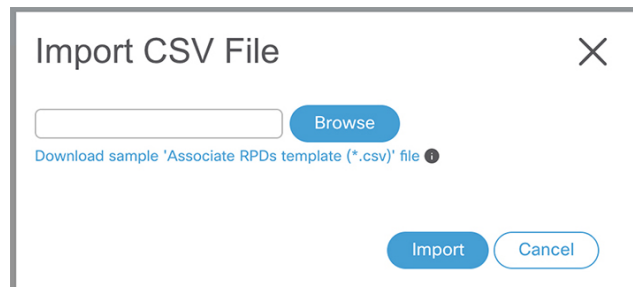 Import CSV File
Browse
Download sample 'Associate RPDs template (*.csv)' file
Import Cancel